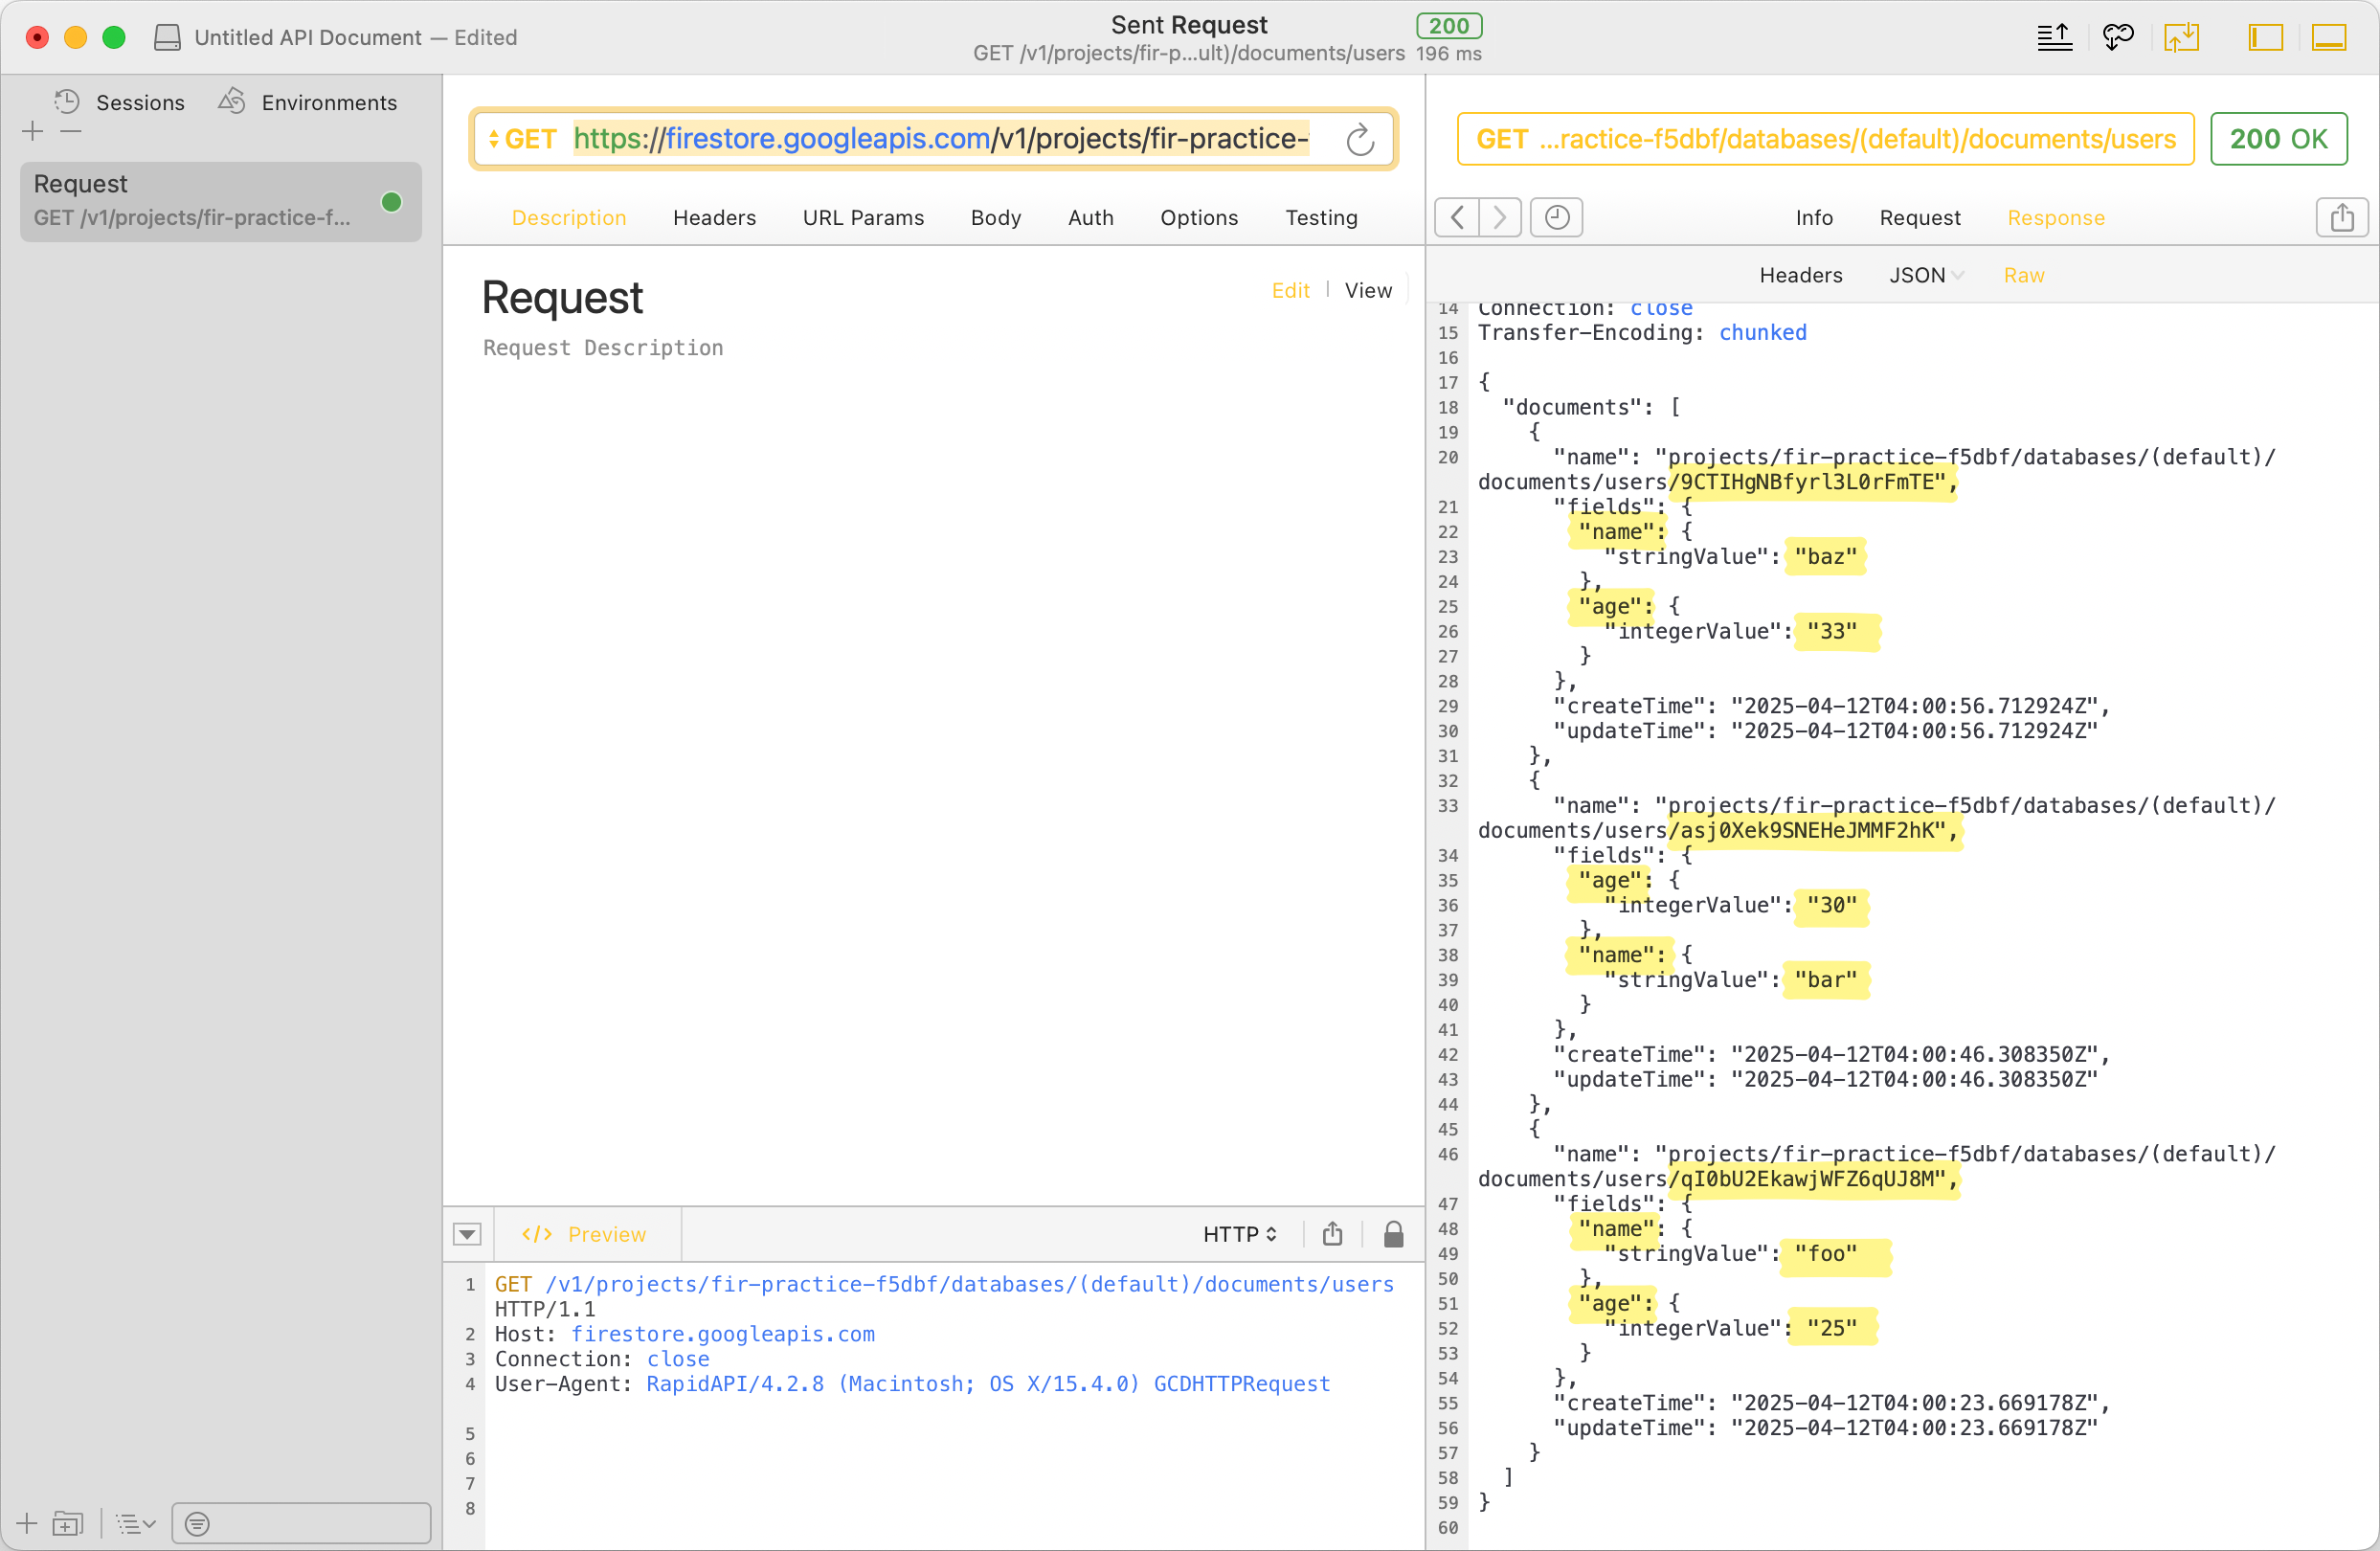 Untitled API Document — Edited
Sent Request
200
GET /v1/projects/fir-p...ult)/documents/users
196 ms
Sessions
Environments
Request
GET /v1/projects/fir-practice-f...
GET https://firestore.googleapis.com/v1/projects/fir-practice-
Description Headers URL Params Body Auth Options Testing
Request
Edit | View
Request Description
</> Preview
HTTP
1 GET /v1/projects/fir-practice-f5dbf/databases/(default)/documents/users
HTTP/1.1
2 Host: firestore.googleapis.com
3 Connection: close
4 User-Agent: RapidAPI/4.2.8 (Macintosh; OS X/15.4.0) GCDHTTPRequest
5
6
7
8
GET ...ractice-f5dbf/databases/(default)/documents/users
200 OK
Info Request Response
Headers JSON Raw
14 Connection: close
15 Transfer-Encoding: chunked
16
17 {
18 "documents": [
19 {
20 "name": "projects/fir-practice-f5dbf/databases/(default)/
documents/users/9CTIHgNBfyrl3L0rFmTE",
21 "fields": {
22 "name": {
23 "stringValue": "baz"
24 },
25 "age": {
26 "integerValue": "33"
27 }
28 },
29 "createTime": "2025-04-12T04:00:56.712924Z",
30 "updateTime": "2025-04-12T04:00:56.712924Z"
31 },
32 {
33 "name": "projects/fir-practice-f5dbf/databases/(default)/
documents/users/asj0Xek9SNEHeJMMF2hK",
34 "fields": {
35 "age": {
36 "integerValue": "30"
37 },
38 "name": {
39 "stringValue": "bar"
40 }
41 },
42 "createTime": "2025-04-12T04:00:46.308350Z",
43 "updateTime": "2025-04-12T04:00:46.308350Z"
44 },
45 {
46 "name": "projects/fir-practice-f5dbf/databases/(default)/
documents/users/qI0bU2EkawjWFZ6qUJ8M",
47 "fields": {
48 "name": {
49 "stringValue": "foo"
50 },
51 "age": {
52 "integerValue": "25"
53 }
54 },
55 "createTime": "2025-04-12T04:00:23.669178Z",
56 "updateTime": "2025-04-12T04:00:23.669178Z"
57 }
58 ]
59 }
60